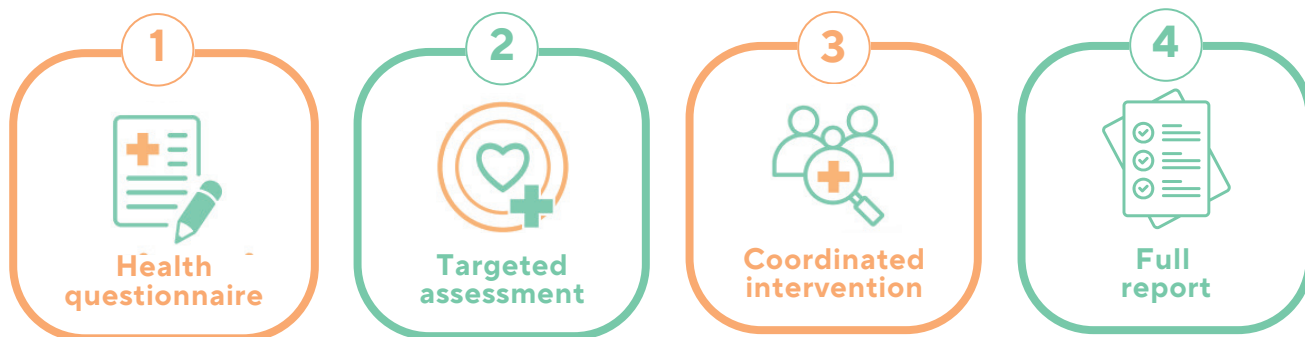 1
Health
questionnaire
2
Targeted
assessment
3
Coordinated
intervention
4
Full
report